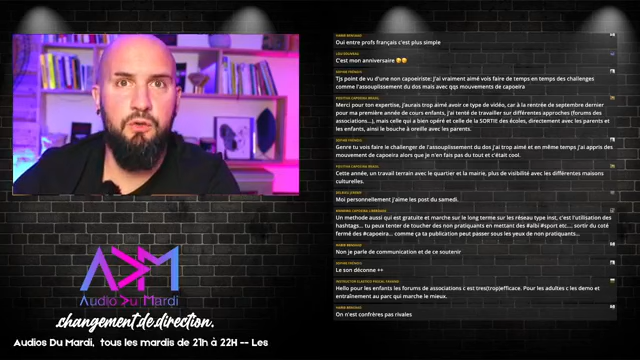 Oui entre profs français c'est plus simple
C'est mon anniversaire
Tjs point de vu d'une non capoeiriste: j'ai vraiment aimé vois faire de temps en temps des challenges
comme l'assouplissement du dos mais avec qqs mouvements de capoeira
Merci pour ton expertise, j'aurais trop aimé avoir ce type de vidéo, car à la rentrée de septembre dernier
pour ma première année de cours enfants, j'ai tenté de travailler sur différents approches (forums des
associations...), mais celle qui a bien opéré et celle de la SORTIE des écoles, directement avec les parents et
les enfants, ainsi le bouche à oreille avec les parents.
Genre tu vois faire le challenger de l'assouplissement du dos j'ai trop aimé et en même temps j'ai appris des
mouvement de capoeira alors que je n'en fais pas du tout et c'était cool.
Cette année, un travail terrain avec le quartier et la mairie, plus de visibilité avec les différentes maisons
culturelles.
Moi personnellement j'aime les post du samedi.
Un methode aussi qui est gratuite et marche sur le long terme sur les réseau type inst, c'est l'utilisation des
hashtags... tu peux tenter de toucher des non pratiquants en mettant des #albi #sport etc... sortir du coté
fermé des #capoeira... comme ça ta publication peut passer sous les yeux de non pratiquants...
Non je parle de communication et de ce soutenir
Le son déconne ++
Hello pour les enfants les forums de associations c est tres(trop)efficace. Pour les adultes c les demo et
entraînement au parc qui marche le mieux.
On n'est confrères pas rivales
ADM
Audio Du Mardi
.changement.de.direction.
Audios Du Mardi, tous les mardis de 21h à 22H -- Les